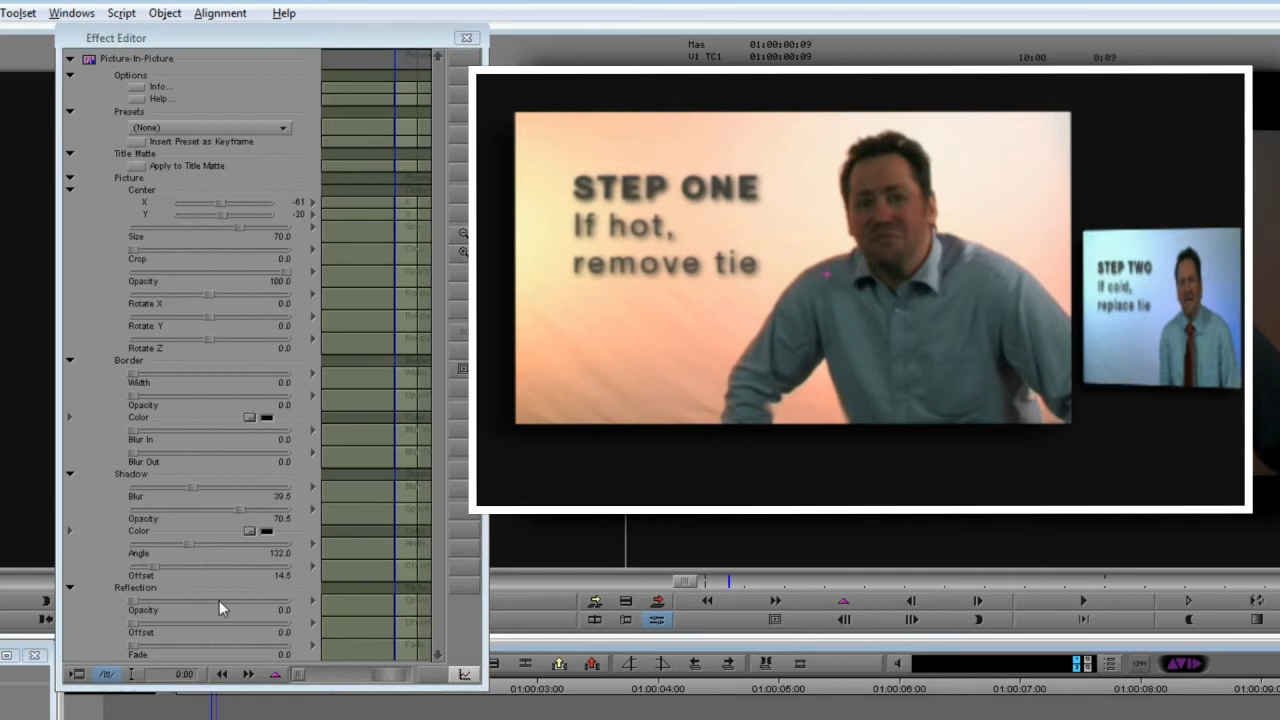 Toolset Windows Script Object Alignment Help
Effect Editor
Mas 01:00:00:09
V1 TC1 01:00:00:09 10:00 8:09
Picture-In-Picture
Options
Info...
Help...
Presets
(None)
Insert Preset as Keyframe
Title Matte
Apply to Title Matte
Picture
Center
X -61
Y -20
Size 70.0
Crop 0.0
Opacity 100.0
Rotate X 0.0
Rotate Y 0.0
Rotate Z 0.0
Border
Width 0.0
Opacity 0.0
Color
Blur In 0.0
Blur Out 0.0
Shadow
Blur 39.5
Opacity 70.5
Color
Angle 132.0
Offset 14.5
Reflection
Opacity 0.0
Offset 0.0
Fade 0.0
0:00
STEP ONE
If hot,
remove tie
STEP TWO
If cold,
replace tie
AVID
01:00:03:00 01:00:04:00 01:00:05:00 01:00:06:00 01:00:07:00 01:00:08:00 01:00:09: